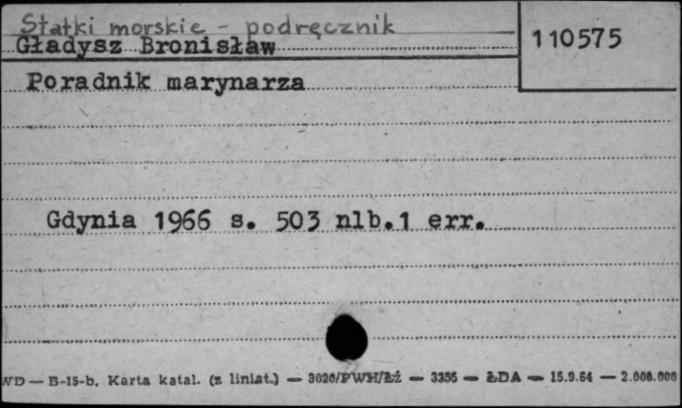 Statki morskie - podręcznik
Gładysz Bronisław
110575
Poradnik marynarza
Gdynia 1966 s. 503 nlb.1 err.
WD — B-15-b. Karta katal. (z liniat.) — 3020/PWH/Łź — 3355 — ŁDA — 15.9.64 — 2.000.000